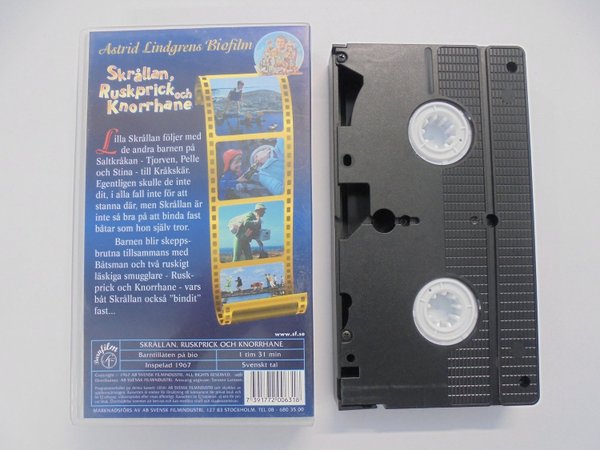 Astrid Lindgrens Biofilm
Skrållan,
Ruskprick och
Knorrhane
Lilla Skrållan följer med
de andra barnen på
Saltkråkan - Tjorven, Pelle
och Stina - till Kråkskär.
Egentligen skulle de inte
dit, i alla fall inte för att
stanna där, men Skrållan är
inte så bra på att binda fast
båtar som hon själv tror.
Barnen blir skepps-
brutna tillsammans med
Båtsman och två ruskigt
läskiga smugglare - Rusk-
prick och Knorrhane - vars
båt Skrållan också "bindit"
fast...
www.sf.se
Barnfilm
SKRÅLLAN, RUSKPRICK OCH KNORRHANE
Barntillåten på bio
1 tim 31 min
Inspelad 1967
Svenskt tal
7 391772 006316
MARKNADSFÖRS AV AB SVENSK FILMINDUSTRI. 127 83 STOCKHOLM. TEL 08 - 680 35 00